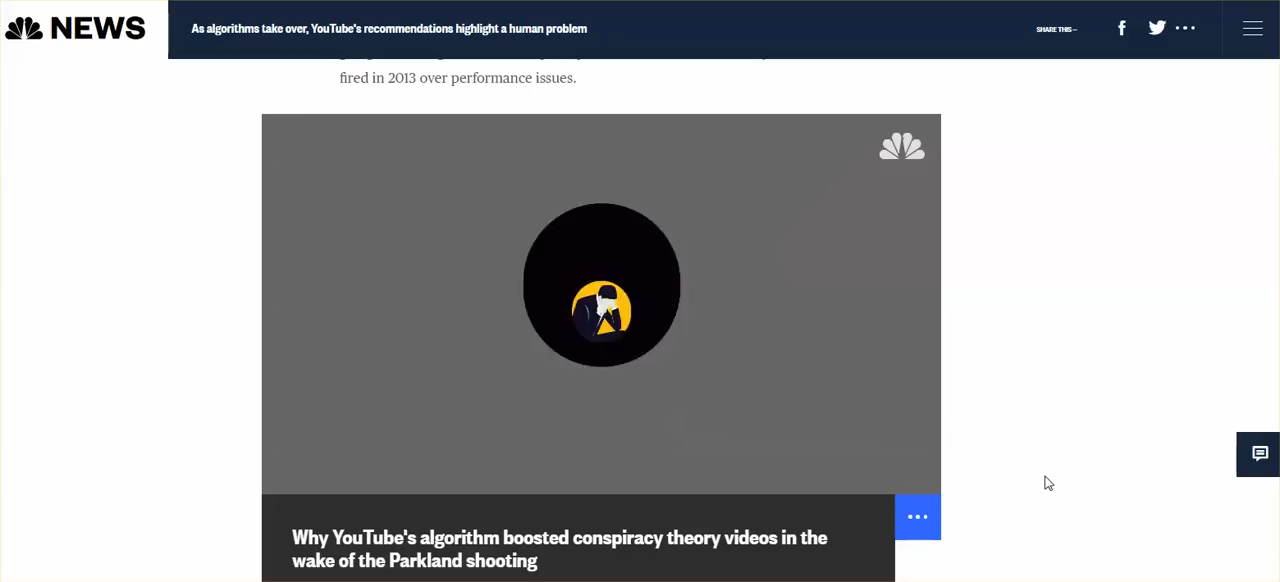 NEWS
As algorithms take over, YouTube's recommendations highlight a human problem
SHARE THIS —
fired in 2013 over performance issues.
Why YouTube's algorithm boosted conspiracy theory videos in the
wake of the Parkland shooting